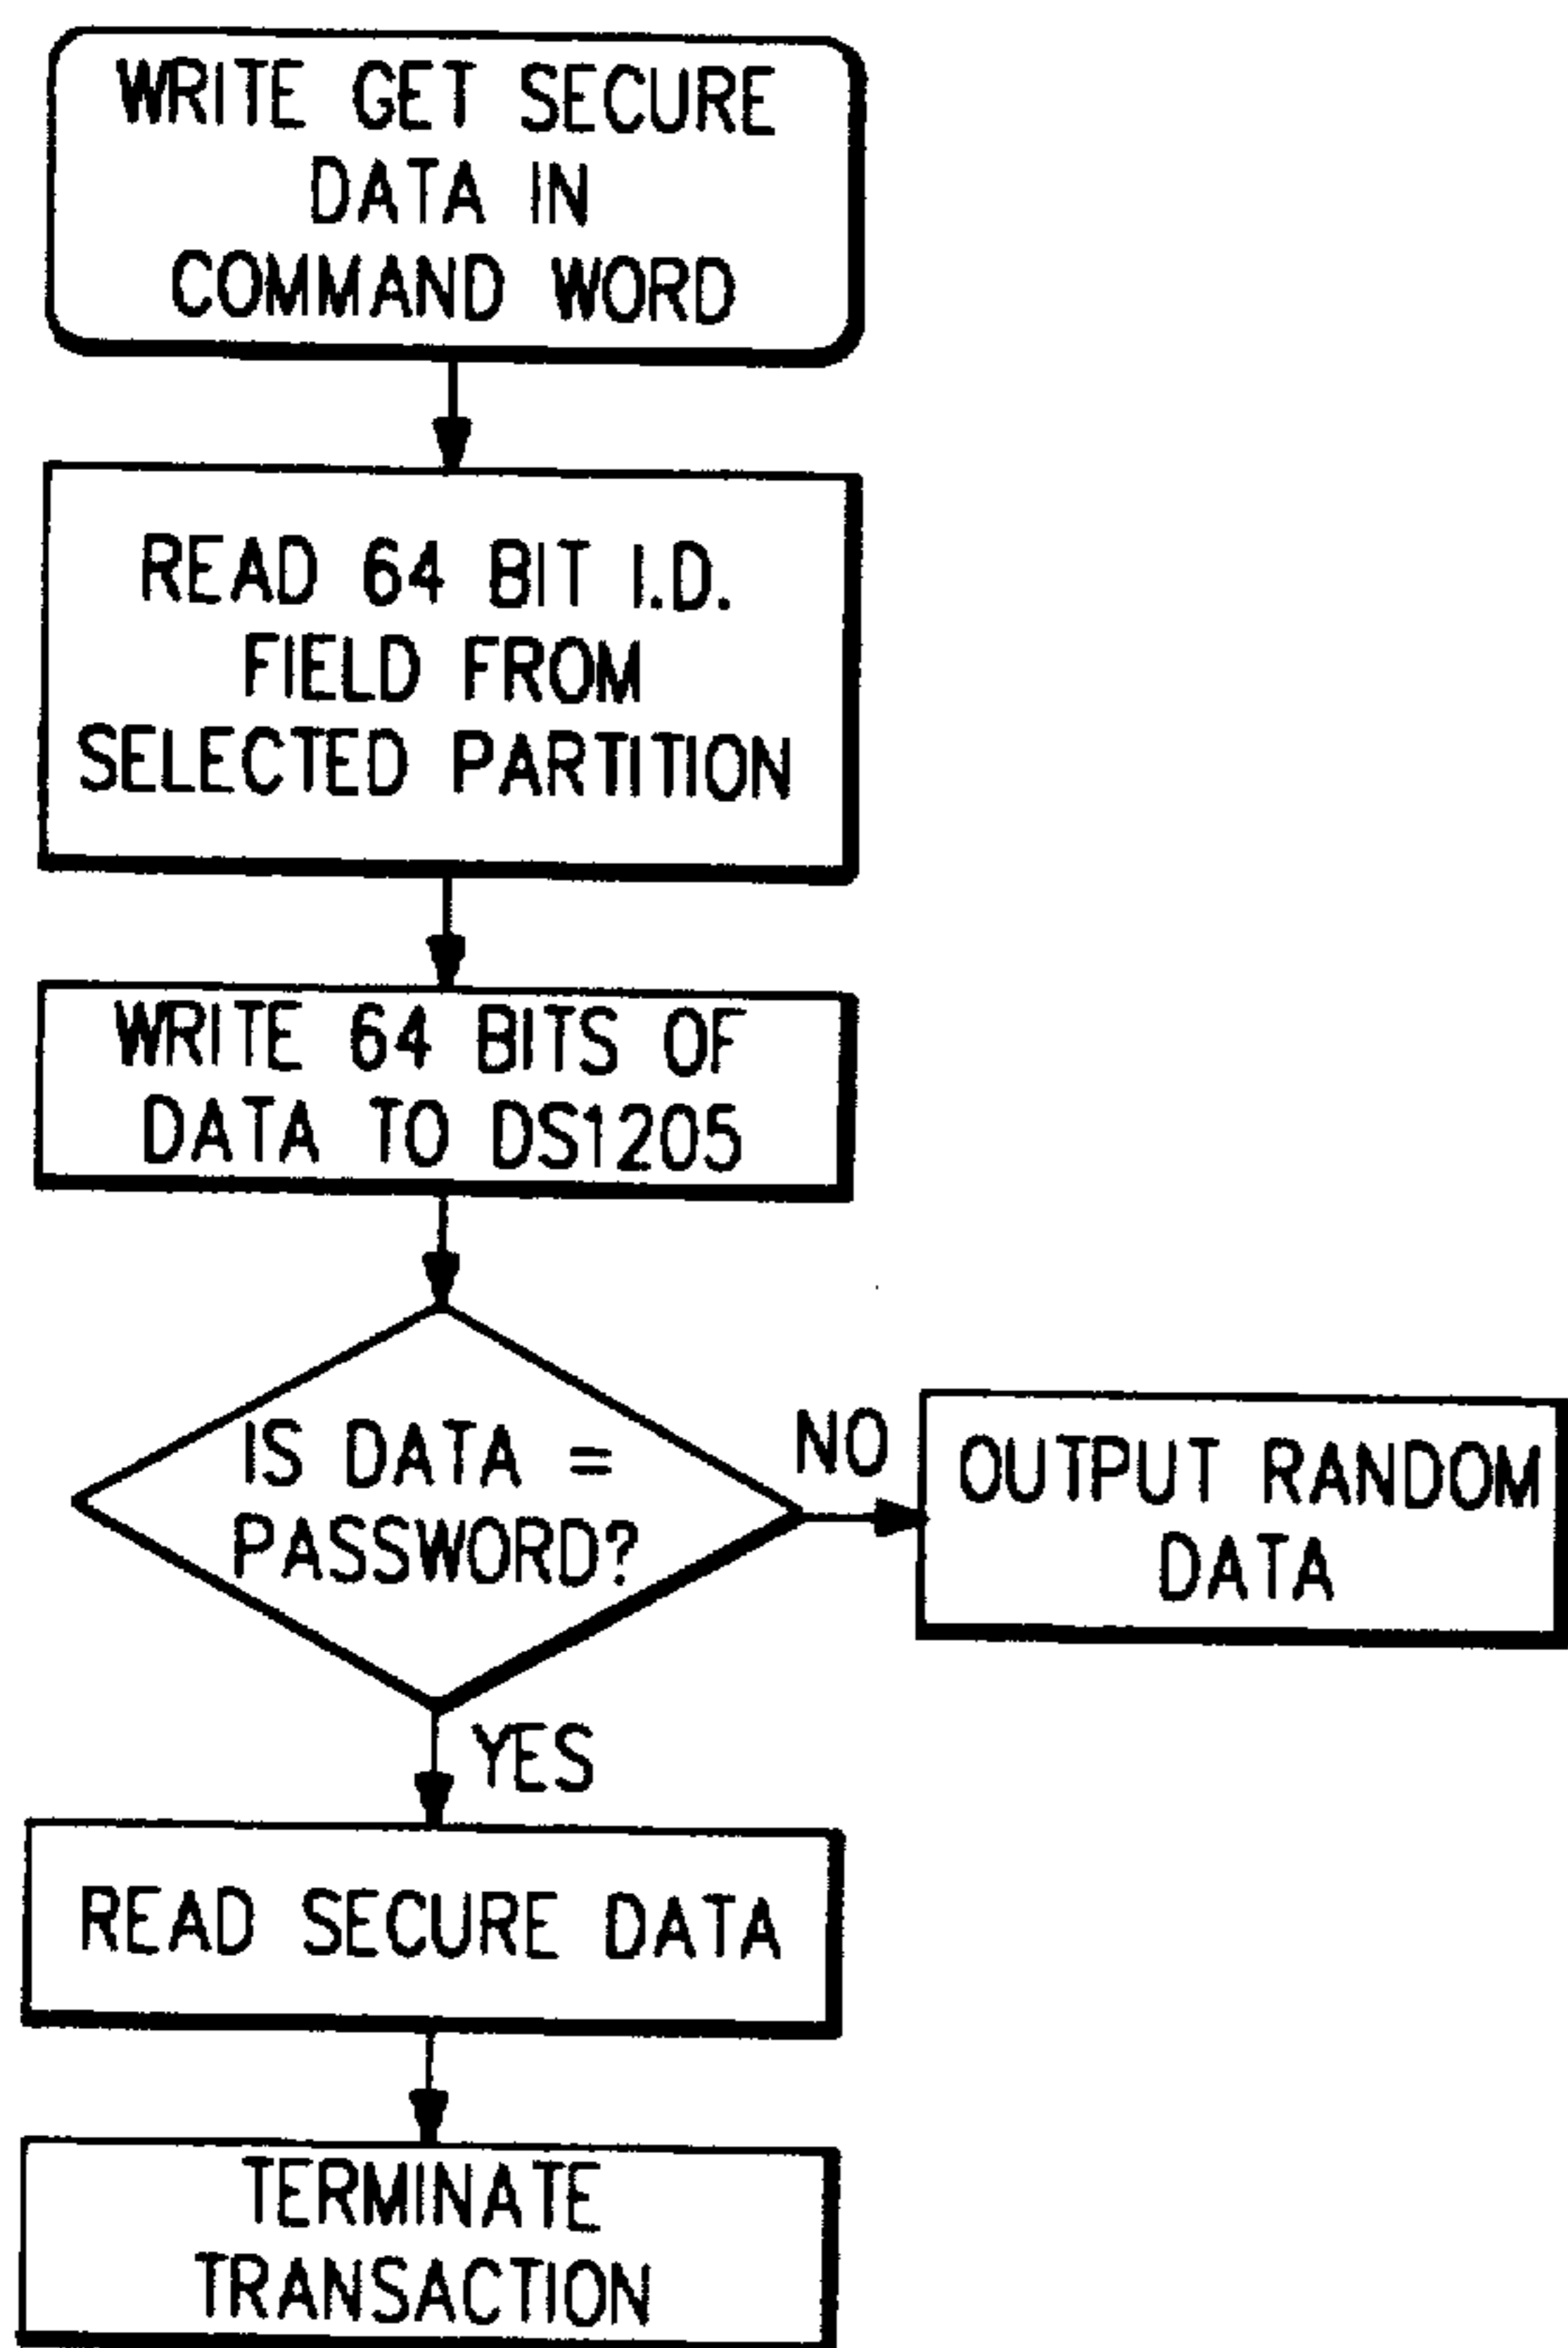 WRITE GET SECURE
DATA IN
COMMAND WORD
READ 64 BIT I.D.
FIELD FROM
SELECTED PARTITION
WRITE 64 BITS OF
DATA TO DS1205
IS DATA =
PASSWORD?
NO
OUTPUT RANDOM
DATA
YES
READ SECURE DATA
TERMINATE
TRANSACTION